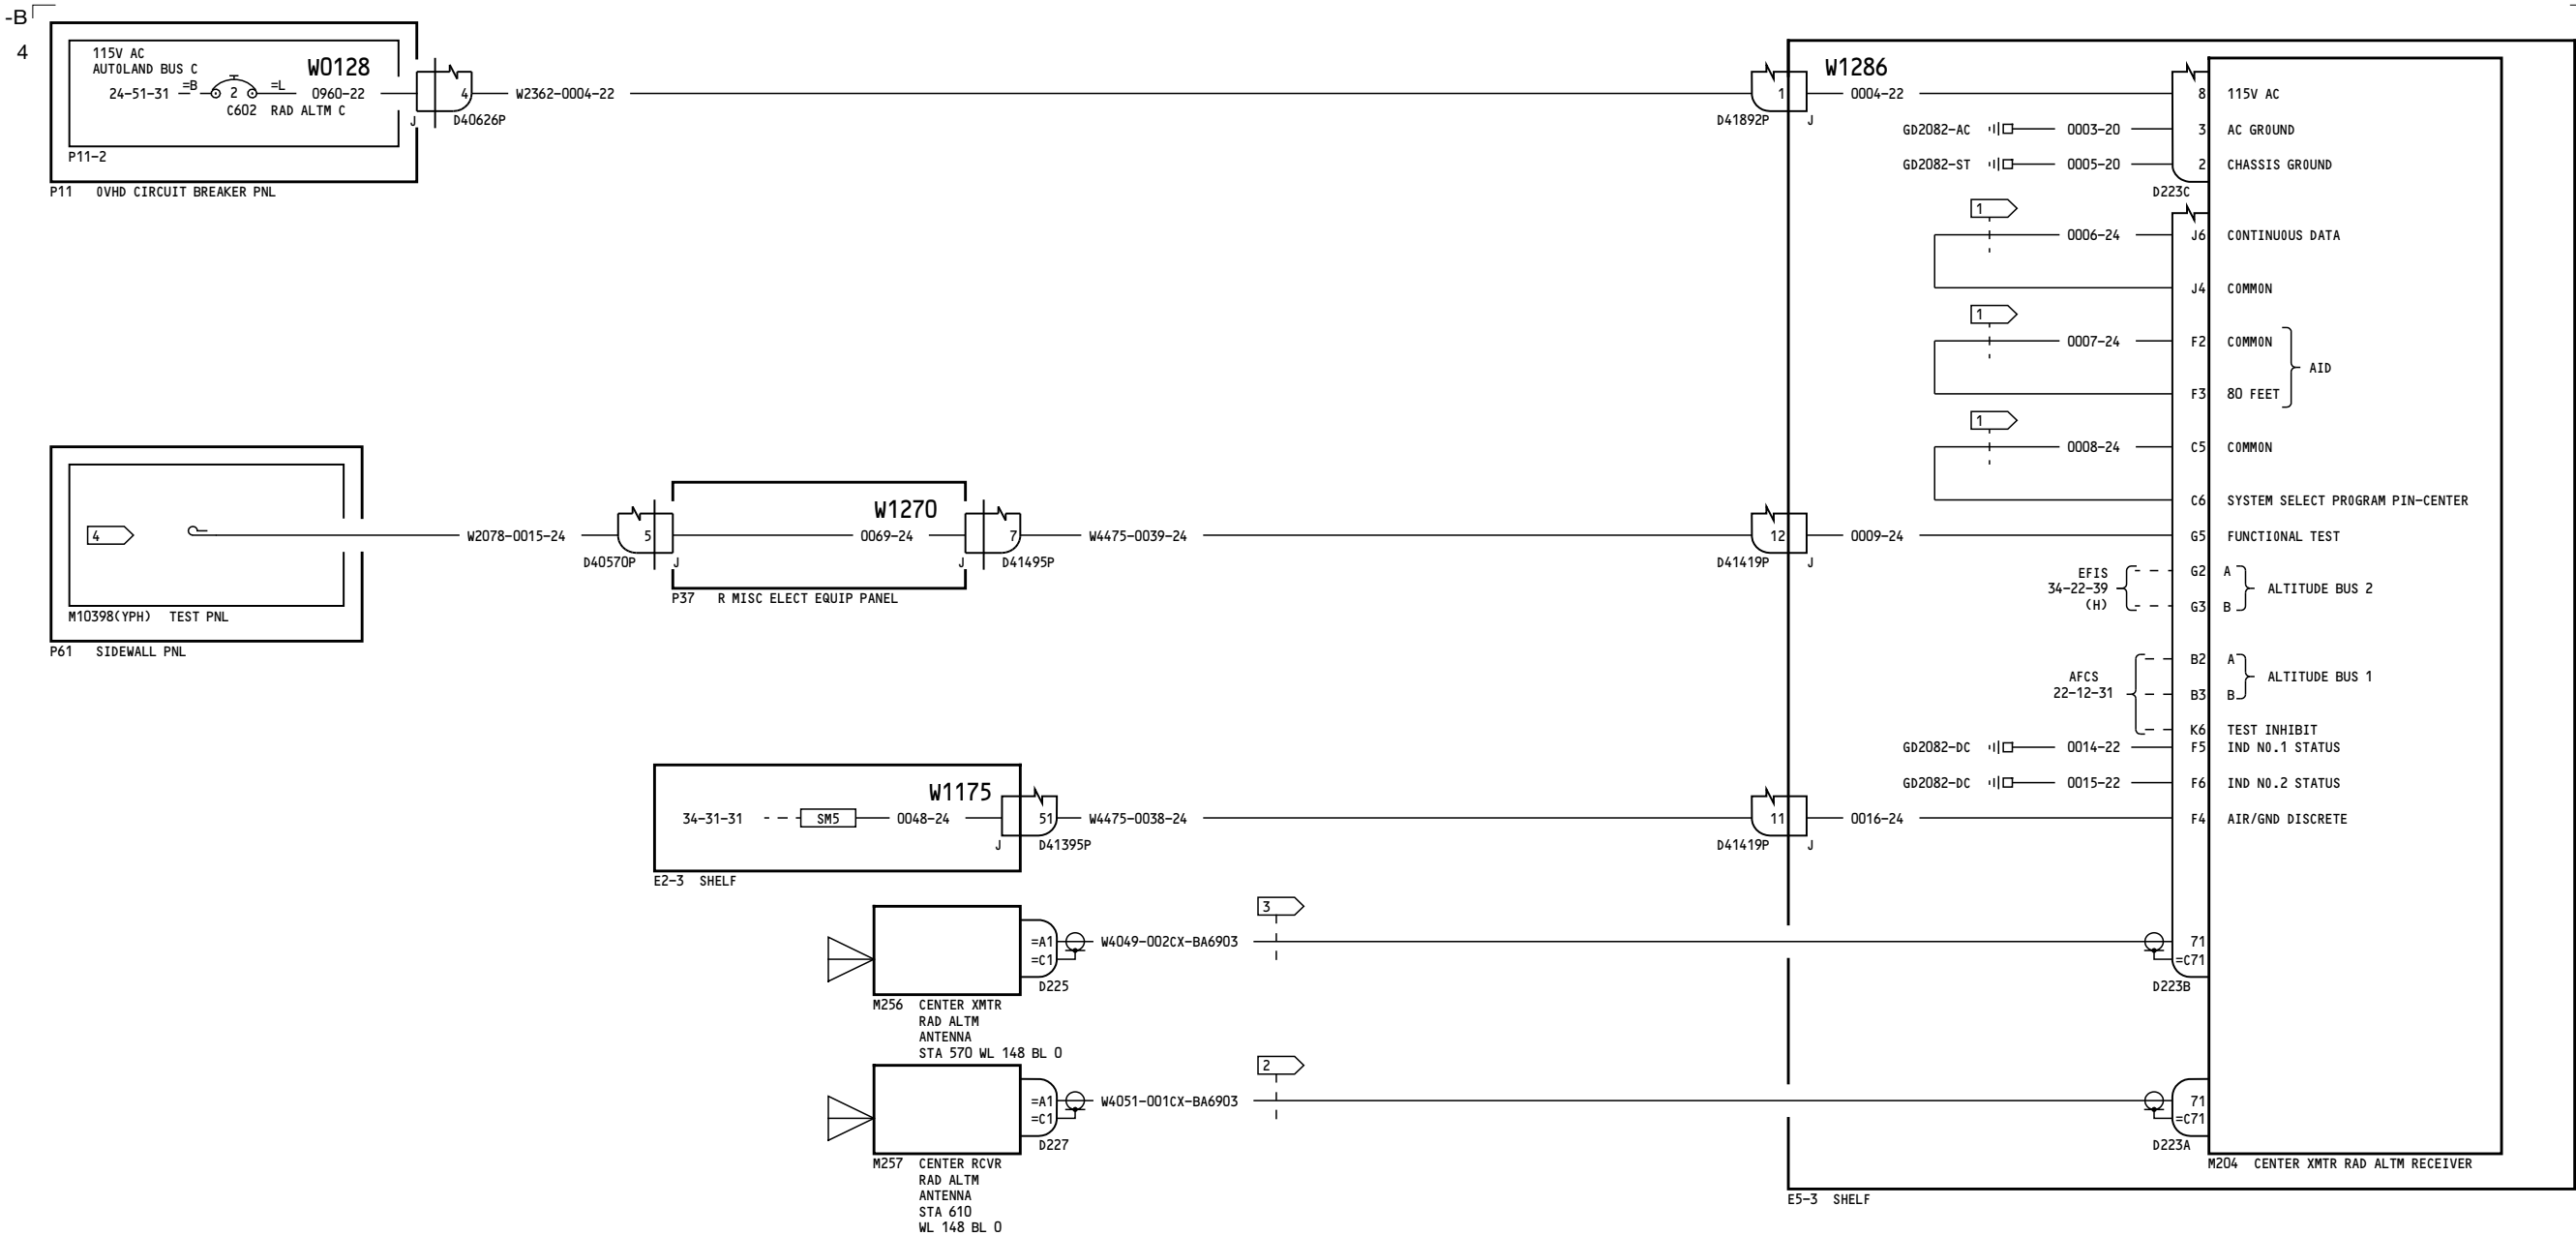 -B
4
115V AC
AUTOLAND BUS C
24-51-31
=B
2
=L
W0128
0960-22
C602 RAD ALTM C
P11-2
P11 OVHD CIRCUIT BREAKER PNL
J
4
D40626P
W2362-0004-22
1
D41892P
J
W1286
0004-22
8
115V AC
GD2082-AC
0003-20
3
AC GROUND
GD2082-ST
0005-20
2
CHASSIS GROUND
D223C
1
0006-24
J6
CONTINUOUS DATA
J4
COMMON
1
0007-24
F2
COMMON
AID
F3
80 FEET
1
0008-24
C5
COMMON
C6
SYSTEM SELECT PROGRAM PIN-CENTER
4
M10398(YPH) TEST PNL
P61 SIDEWALL PNL
W2078-0015-24
5
D40570P
J
W1270
0069-24
J
P37 R MISC ELECT EQUIP PANEL
7
D41495P
W4475-0039-24
12
D41419P
J
0009-24
G5
FUNCTIONAL TEST
EFIS
34-22-39
(H)
G2
A
G3
B
ALTITUDE BUS 2
AFCS
22-12-31
B2
A
B3
B
ALTITUDE BUS 1
K6
TEST INHIBIT
GD2082-DC
0014-22
F5
IND NO.1 STATUS
GD2082-DC
0015-22
F6
IND NO.2 STATUS
34-31-31
SM5
W1175
0048-24
J
51
D41395P
E2-3 SHELF
W4475-0038-24
11
D41419P
J
0016-24
F4
AIR/GND DISCRETE
=A1
=C1
D225
M256 CENTER XMTR
RAD ALTM
ANTENNA
STA 570 WL 148 BL 0
W4049-002CX-BA6903
3
71
=C71
D223B
=A1
=C1
D227
M257 CENTER RCVR
RAD ALTM
ANTENNA
STA 610
WL 148 BL 0
W4051-001CX-BA6903
2
71
=C71
D223A
M204 CENTER XMTR RAD ALTM RECEIVER
E5-3 SHELF